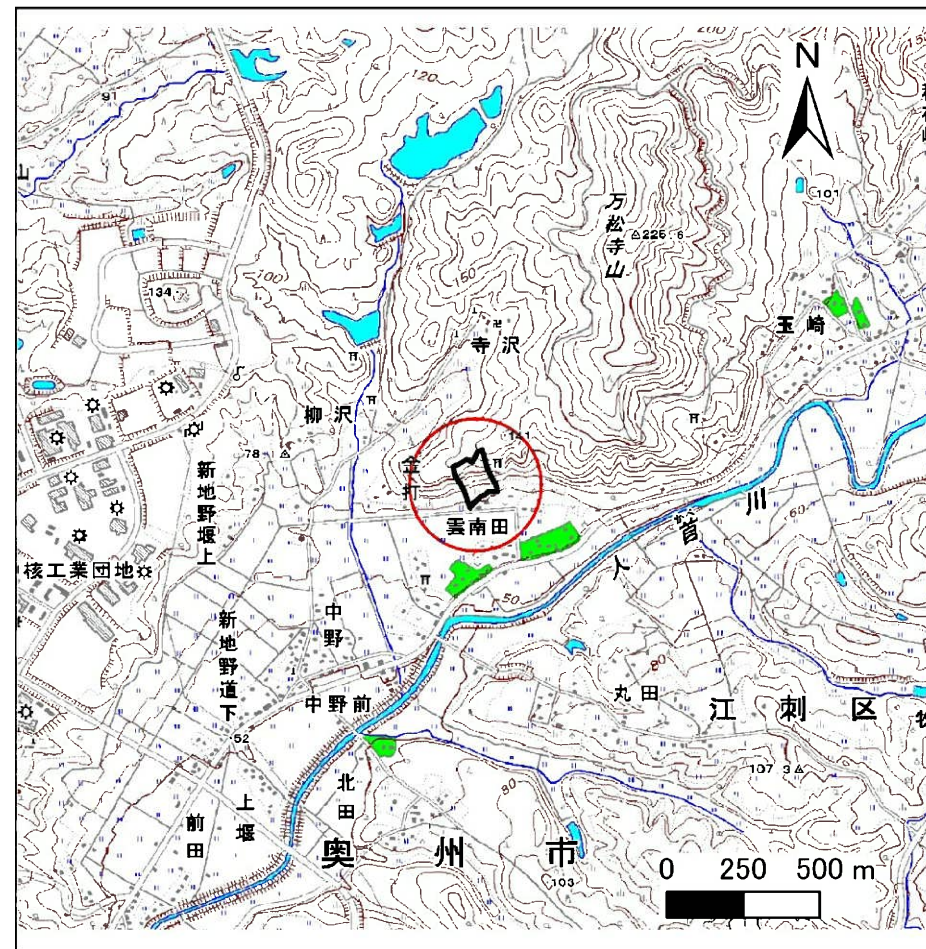 200
120
91
N
101
万松寺山
225.6
150
100
134
玉崎
寺沢
柳沢
78
金打
雲南田
新地野堰上
人首川
60
核工業団地
50
中野
新地野道下
80
丸田
江刺区
中野前
52
107.3
北田
80
上堰
前田
奥州市
103
0 250 500 m